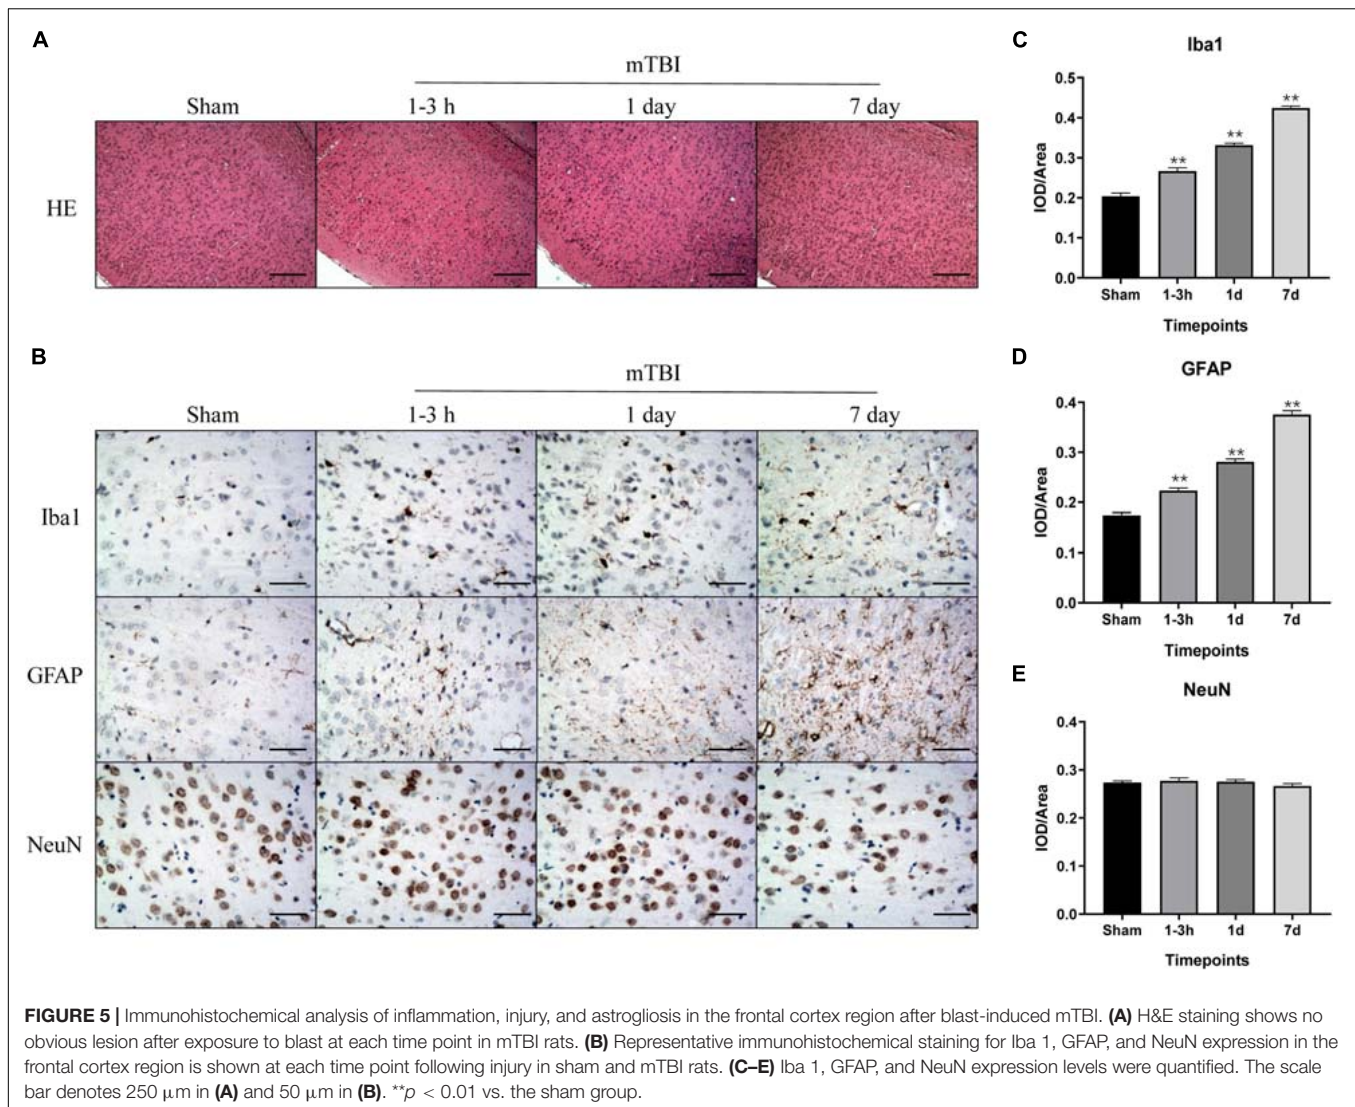 A
mTBI
Sham 1-3 h 1 day 7 day
HE
B
mTBI
Sham 1-3 h 1 day 7 day
Iba1
GFAP
NeuN
C
Iba1
IOD/Area
0.5
0.4
0.3
0.2
0.1
0.0
** ** **
Sham 1-3h 1d 7d
Timepoints
D
GFAP
IOD/Area
0.4
0.3
0.2
0.1
0.0
** ** **
Sham 1-3h 1d 7d
Timepoints
E
NeuN
IOD/Area
0.4
0.3
0.2
0.1
0.0
Sham 1-3h 1d 7d
Timepoints
FIGURE 5 | Immunohistochemical analysis of inflammation, injury, and astrogliosis in the frontal cortex region after blast-induced mTBI. (A) H&E staining shows no
obvious lesion after exposure to blast at each time point in mTBI rats. (B) Representative immunohistochemical staining for Iba 1, GFAP, and NeuN expression in the
frontal cortex region is shown at each time point following injury in sham and mTBI rats. (C–E) Iba 1, GFAP, and NeuN expression levels were quantified. The scale
bar denotes 250 μm in (A) and 50 μm in (B). **p < 0.01 vs. the sham group.